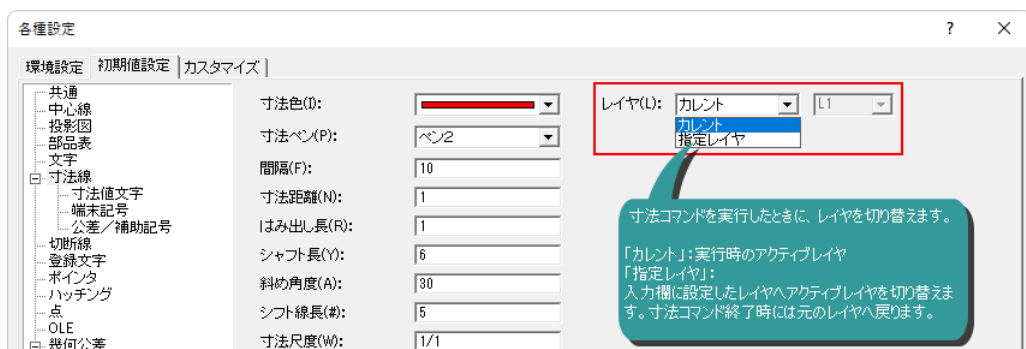 各種設定
? ×
環境設定 初期値設定 カスタマイズ
共通
中心線
投影図
部品表
文字
寸法線
寸法値文字
端末記号
公差／補助記号
切断線
登録文字
ポインタ
ハッチング
点
OLE
幾何公差
寸法色(I):
寸法ペン(P): ペン2
間隔(F): 10
寸法距離(N): 1
はみ出し長(R): 1
シャフト長(Y): 6
斜め角度(A): 30
シフト線長(#): 5
寸法尺度(W): 1/1
レイヤ(L): カレント L1
カレント
指定レイヤ
寸法コマンドを実行したときに、レイヤを切り替えます。
「カレント」：実行時のアクティブレイヤ
「指定レイヤ」：
入力欄に設定したレイヤへアクティブレイヤを切り替えま
す。寸法コマンド終了時には元のレイヤへ戻ります。